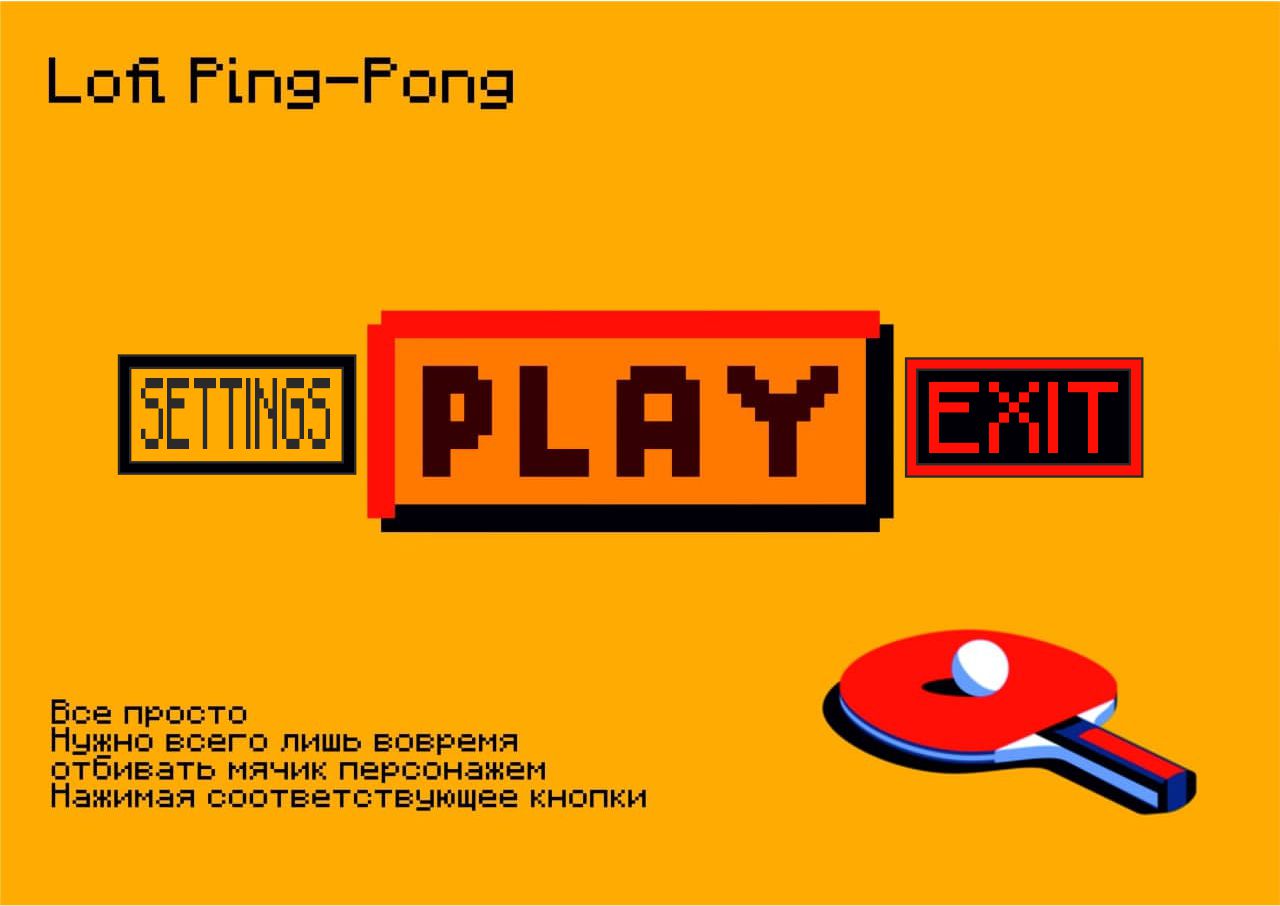 Lofi Ping-Pong
SETTINGS
PLAY
EXIT
Все просто
Нужно всего лишь вовремя
отбивать мячик персонажем
Нажимая соответствующее кнопки